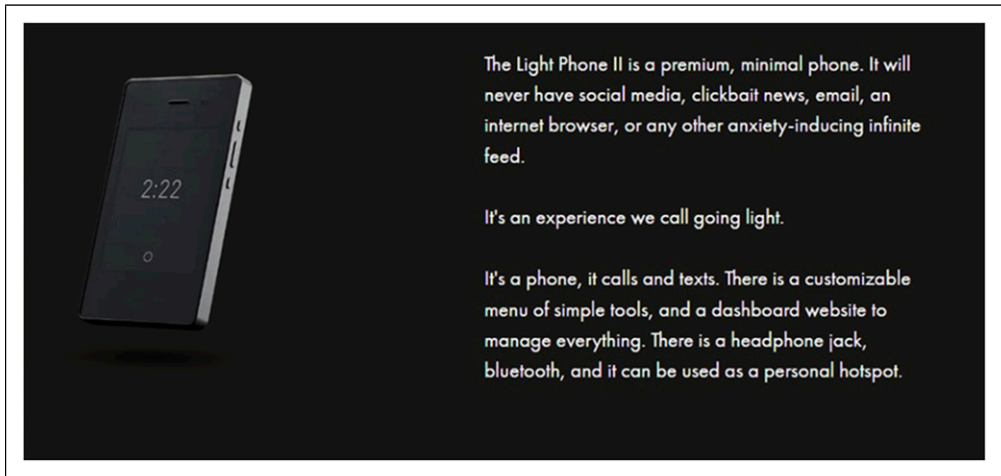 2:22
The Light Phone II is a premium, minimal phone. It will
never have social media, clickbait news, email, an
internet browser, or any other anxiety-inducing infinite
feed.
It's an experience we call going light.
It's a phone, it calls and texts. There is a customizable
menu of simple tools, and a dashboard website to
manage everything. There is a headphone jack,
bluetooth, and it can be used as a personal hotspot.